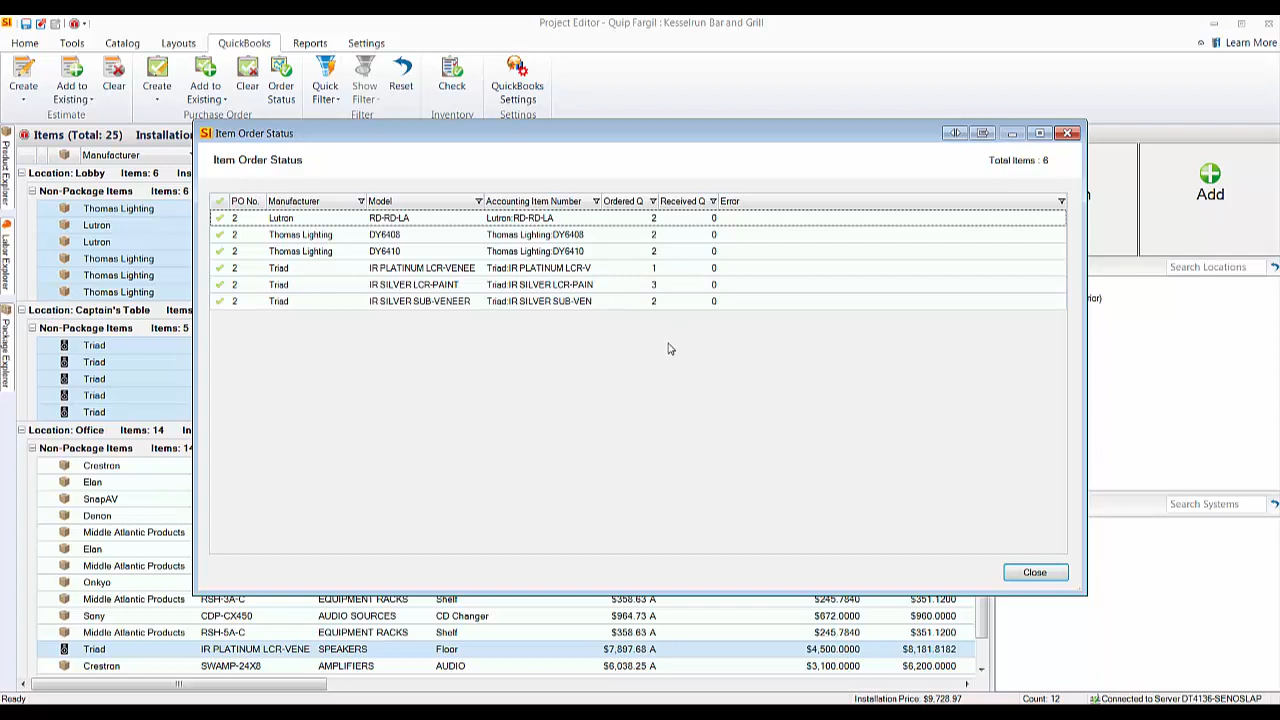 SI Project Editor - Quip Fargil : Kesselrun Bar and Grill
Home Tools Catalog Layouts QuickBooks Reports Settings Learn More
Create Add to Existing Clear Create Add to Existing Clear Order Status Quick Filter Show Filter Reset Check QuickBooks Settings
Estimate Purchase Order Filter Inventory Settings
Product Explorer
Labor Explorer
Package Explorer
Items (Total: 25) Installation
Manufacturer
Location: Lobby Items: 6 Ins
Non-Package Items Items: 6
Thomas Lighting
Lutron
Lutron
Thomas Lighting
Thomas Lighting
Thomas Lighting
Location: Captain's Table Items
Non-Package Items Items: 5
Triad
Triad
Triad
Triad
Triad
Location: Office Items: 14 In
Non-Package Items Items: 14
Crestron
Elan
SnapAV
Denon
Middle Atlantic Products
Elan
Middle Atlantic Products
Onkyo
Middle Atlantic Products RSH-3A-C EQUIPMENT RACKS Shelf $358.63 A $245.7840 $351.1200
Sony CDP-CX450 AUDIO SOURCES CD Changer $964.73 A $672.0000 $960.0000
Middle Atlantic Products RSH-5A-C EQUIPMENT RACKS Shelf $358.63 A $245.7840 $351.1200
Triad IR PLATINUM LCR-VENE SPEAKERS Floor $7,897.68 A $4,500.0000 $8,181.8182
Crestron SWAMP-24X8 AMPLIFIERS AUDIO $6,038.25 A $3,100.0000 $6,200.0000
SI Item Order Status
Item Order Status Total Items : 6
PO No. Manufacturer Model Accounting Item Number Ordered Q Received Q Error
2 Lutron RD-RD-LA Lutron:RD-RD-LA 2 0
2 Thomas Lighting DY6408 Thomas Lighting:DY6408 2 0
2 Thomas Lighting DY6410 Thomas Lighting:DY6410 2 0
2 Triad IR PLATINUM LCR-VENEE Triad:IR PLATINUM LCR-V 1 0
2 Triad IR SILVER LCR-PAINT Triad:IR SILVER LCR-PAIN 3 0
2 Triad IR SILVER SUB-VENEER Triad:IR SILVER SUB-VEN 2 0
Close
Add
Search Locations
Search Systems
Ready Installation Price: $9,728.97 Count: 12 Connected to Server DT4136-SENOSLAP